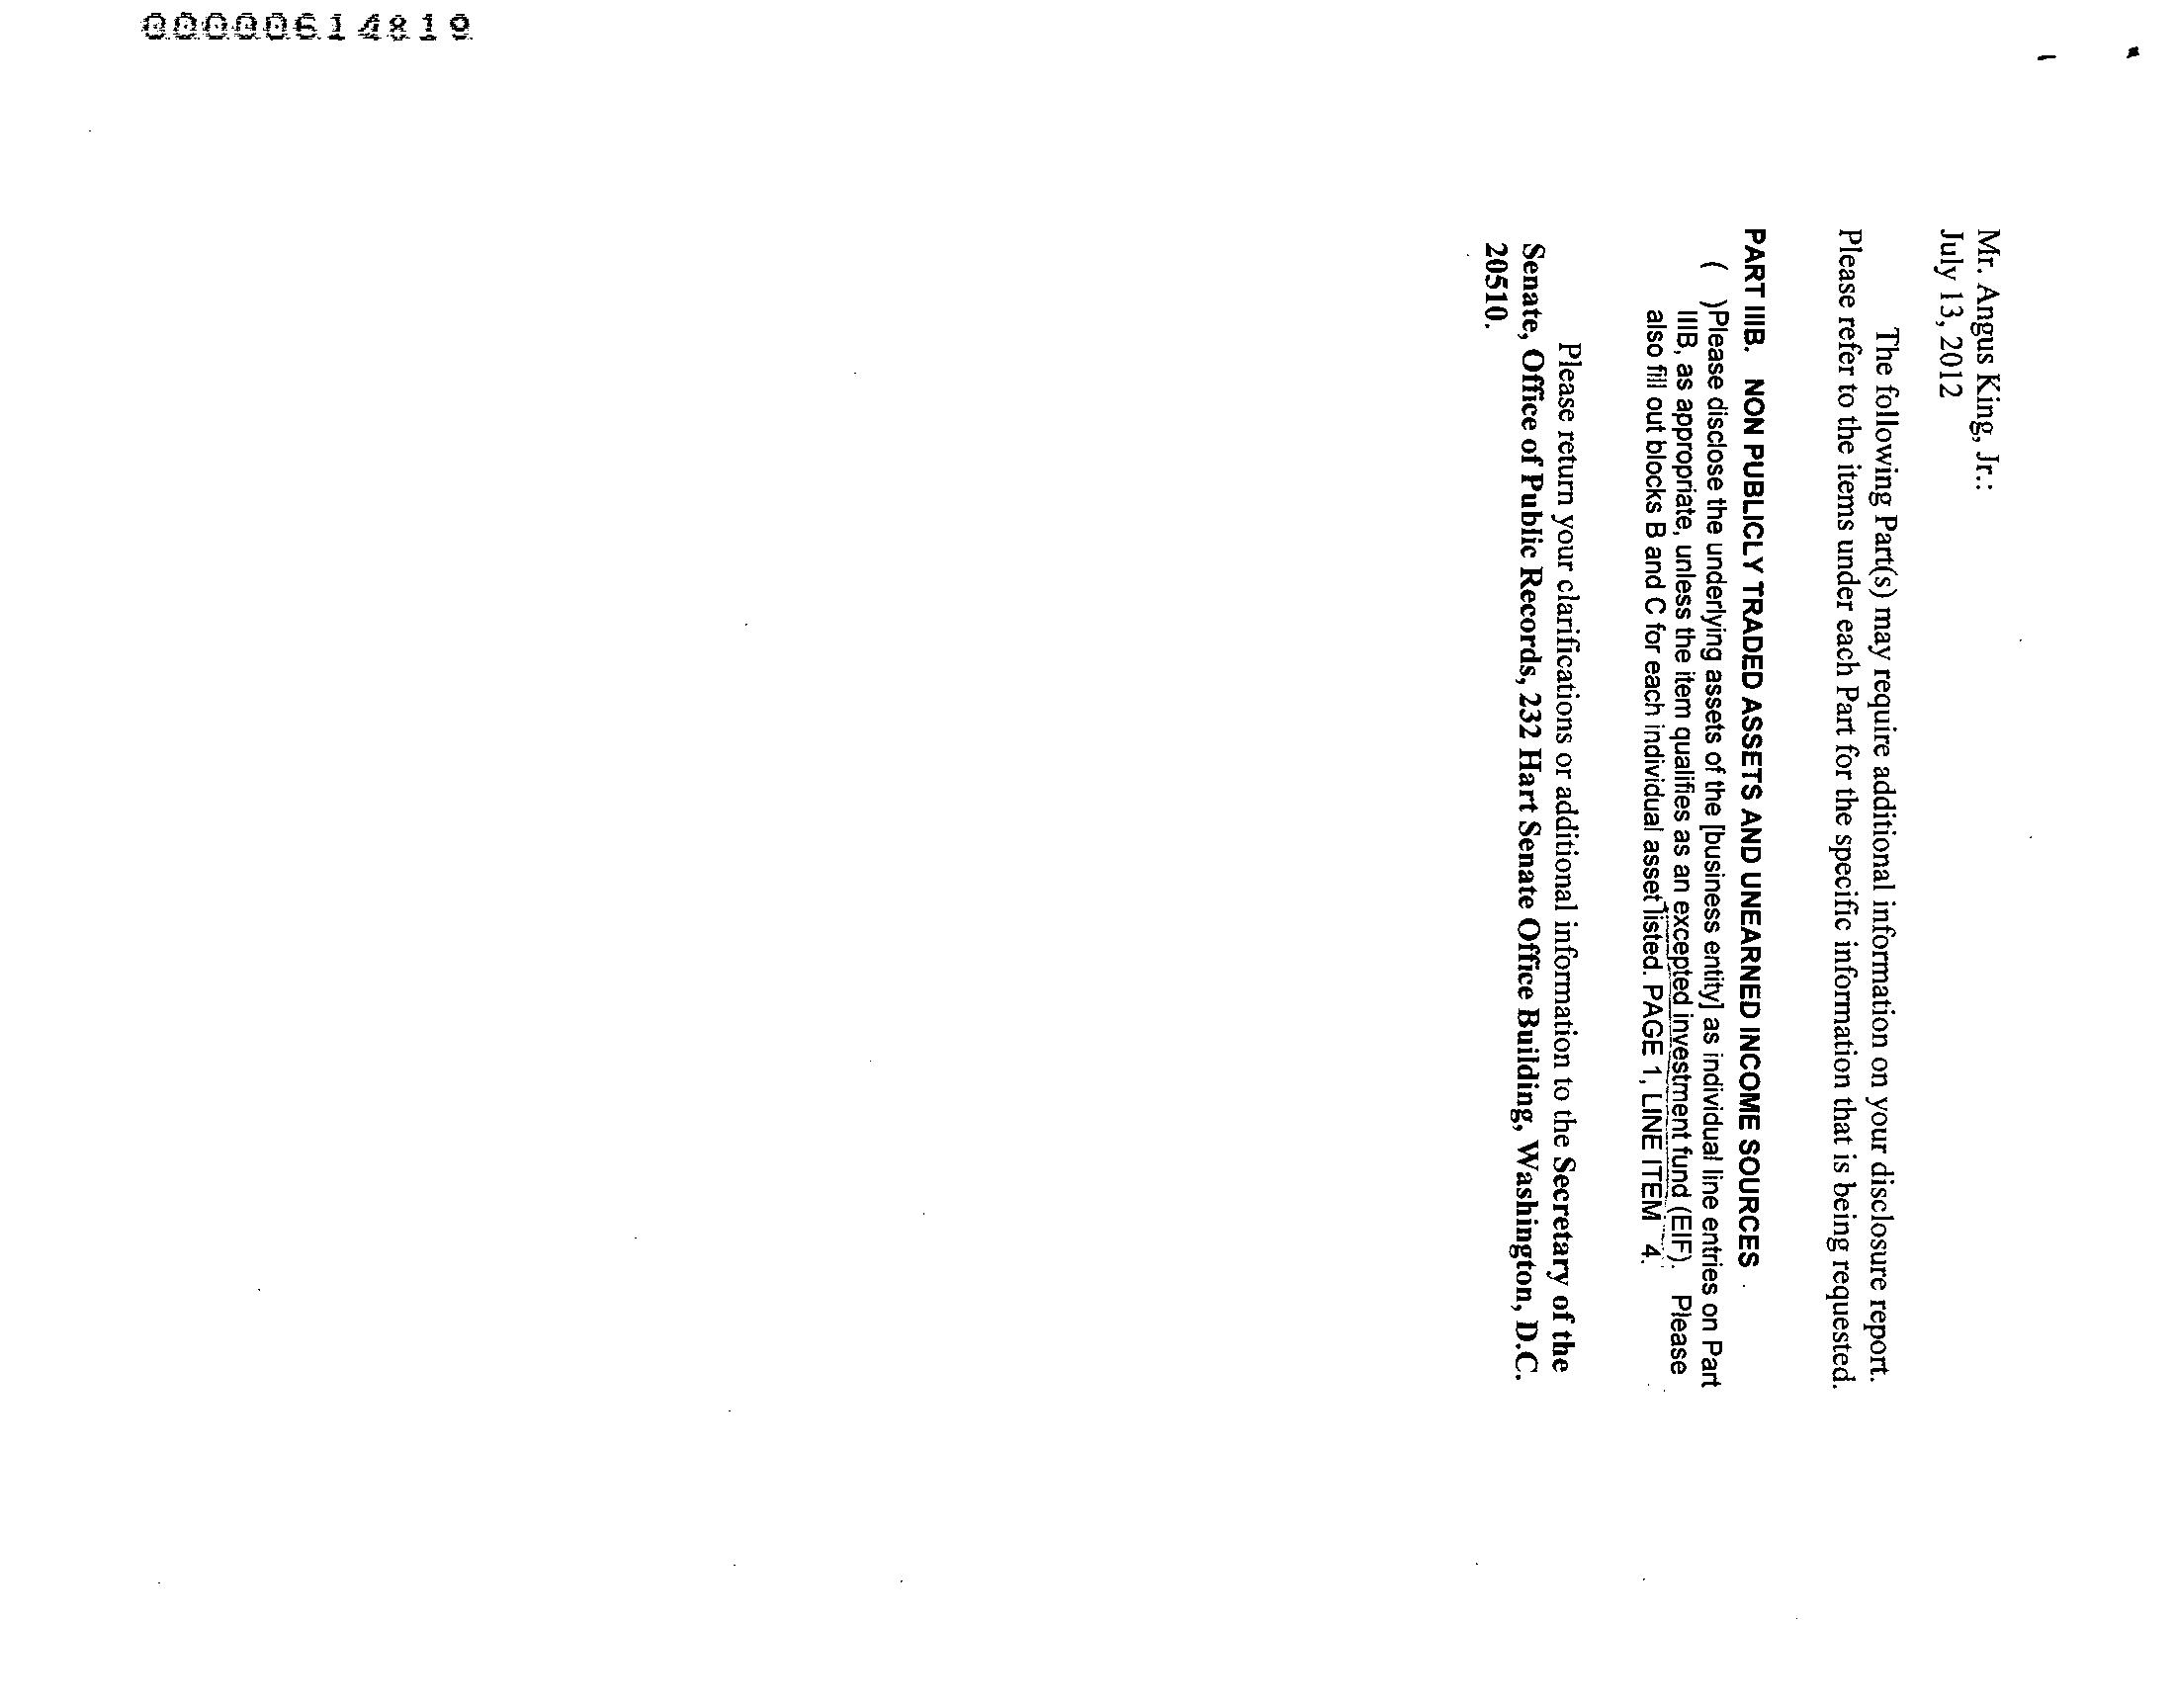 00000614819
Mr. Angus King, Jr.:
July 13, 2012
The following Part(s) may require additional information on your disclosure report.
Please refer to the items under each Part for the specific information that is being requested.
PART IIIB. NON PUBLICLY TRADED ASSETS AND UNEARNED INCOME SOURCES
( )Please disclose the underlying assets of the [business entity] as individual line entries on Part
IIIB, as appropriate, unless the item qualifies as an excepted investment fund (EIF). Please
also fill out blocks B and C for each individual asset listed. PAGE 1, LINE ITEM 4.
Please return your clarifications or additional information to the Secretary of the
Senate, Office of Public Records, 232 Hart Senate Office Building, Washington, D.C.
20510.